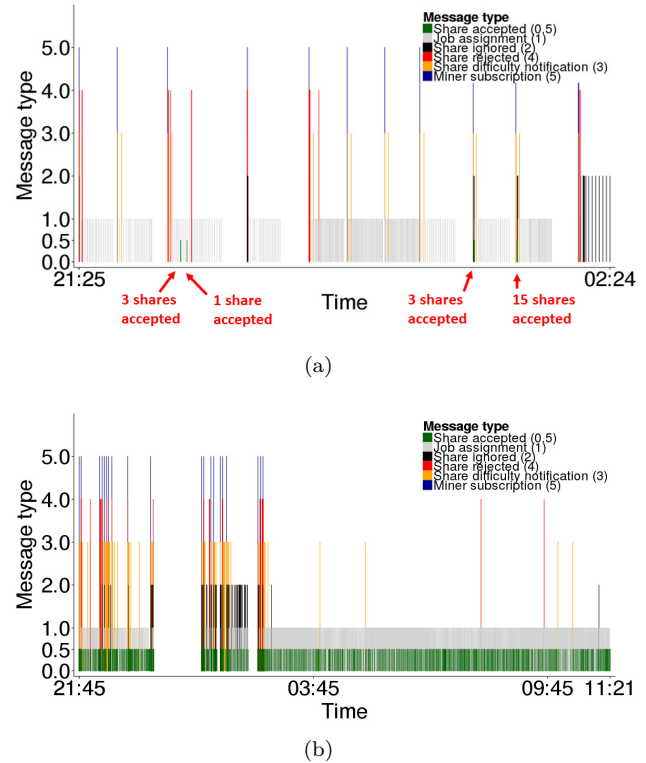 Message type
Share accepted (0.5)
Job assignment (1)
Share ignored (2)
Share rejected (4)
Share difficulty notification (3)
Miner subscription (5)
Message type
5.0
4.0
3.0
2.0
1.0
0.5
0.0
21:25
02:24
Time
3 shares
accepted
1 share
accepted
3 shares
accepted
15 shares
accepted
(a)
Message type
Share accepted (0.5)
Job assignment (1)
Share ignored (2)
Share rejected (4)
Share difficulty notification (3)
Miner subscription (5)
Message type
5.0
4.0
3.0
2.0
1.0
0.5
0.0
21:45
03:45
09:45
11:21
Time
(b)